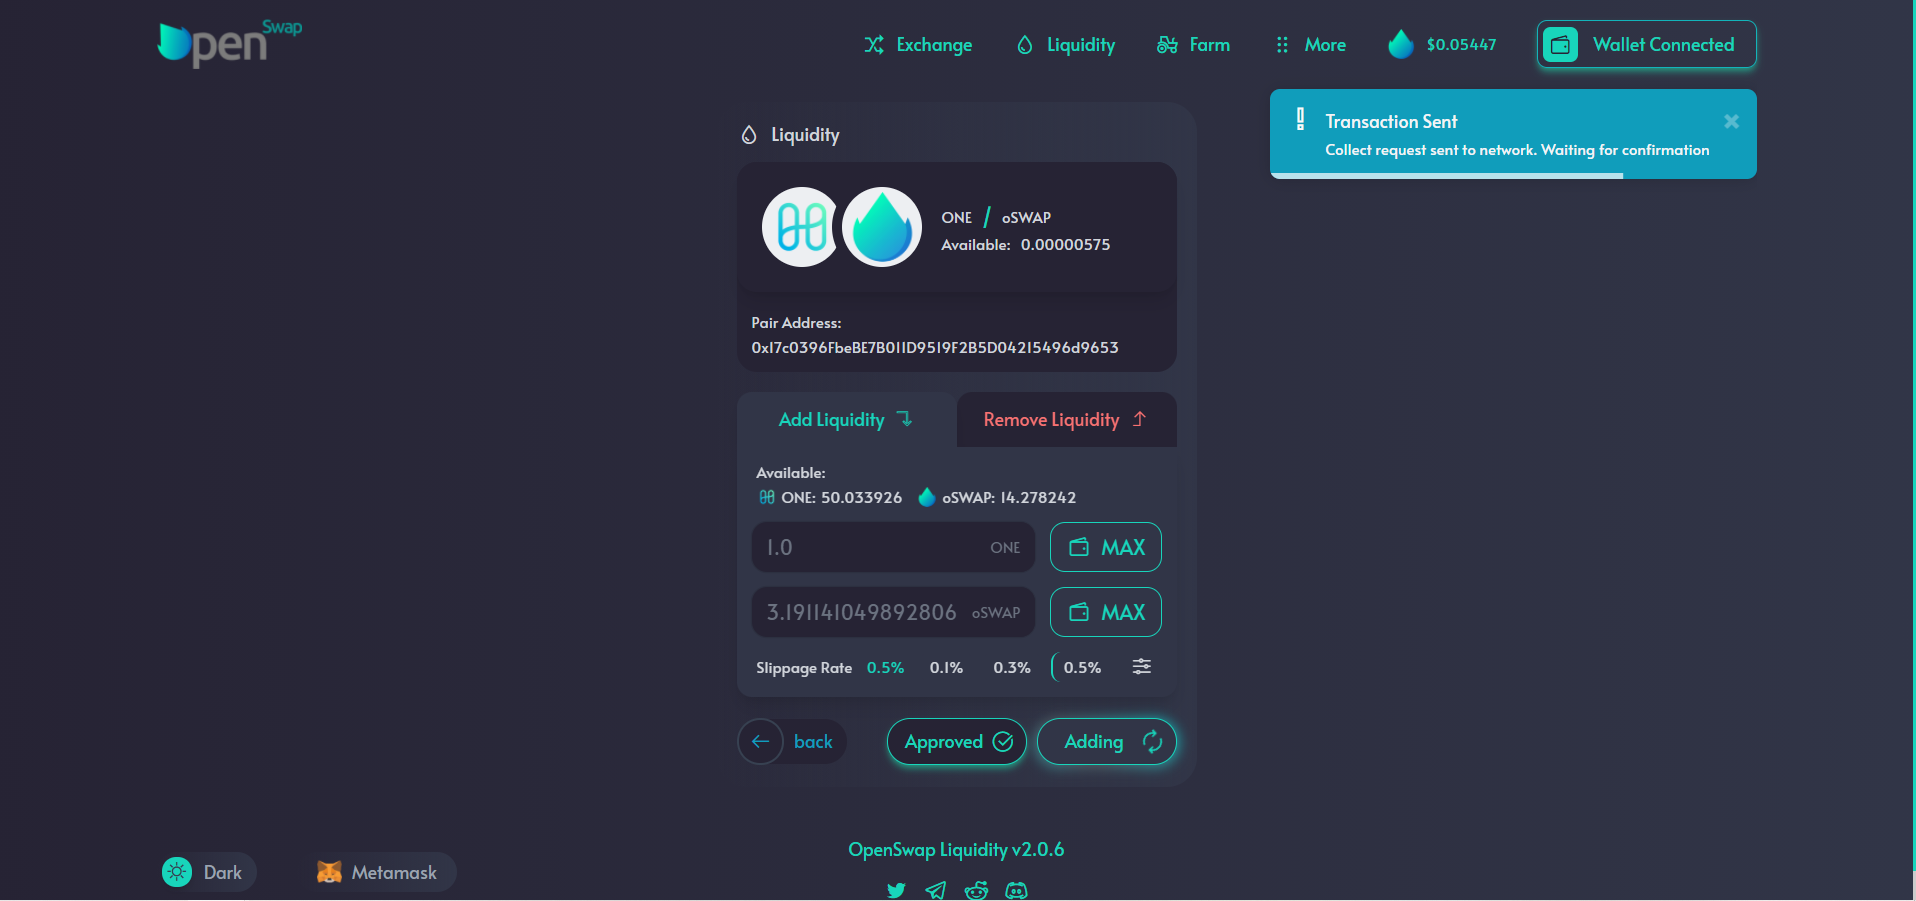 OpenSwap
Exchange
Liquidity
Farm
More
$0.05447
Wallet Connected
Transaction Sent
Collect request sent to network. Waiting for confirmation
Liquidity
ONE / oSWAP
Available: 0.00000575
Pair Address:
0x17c0396FbeBE7B011D9519F2B5D04215496d9653
Add Liquidity
Remove Liquidity
Available:
ONE: 50.033926 oSWAP: 14.278242
1.0 ONE
MAX
3.191141049892806 oSWAP
MAX
Slippage Rate 0.5% 0.1% 0.3% 0.5%
back
Approved
Adding
OpenSwap Liquidity v2.0.6
Dark
Metamask